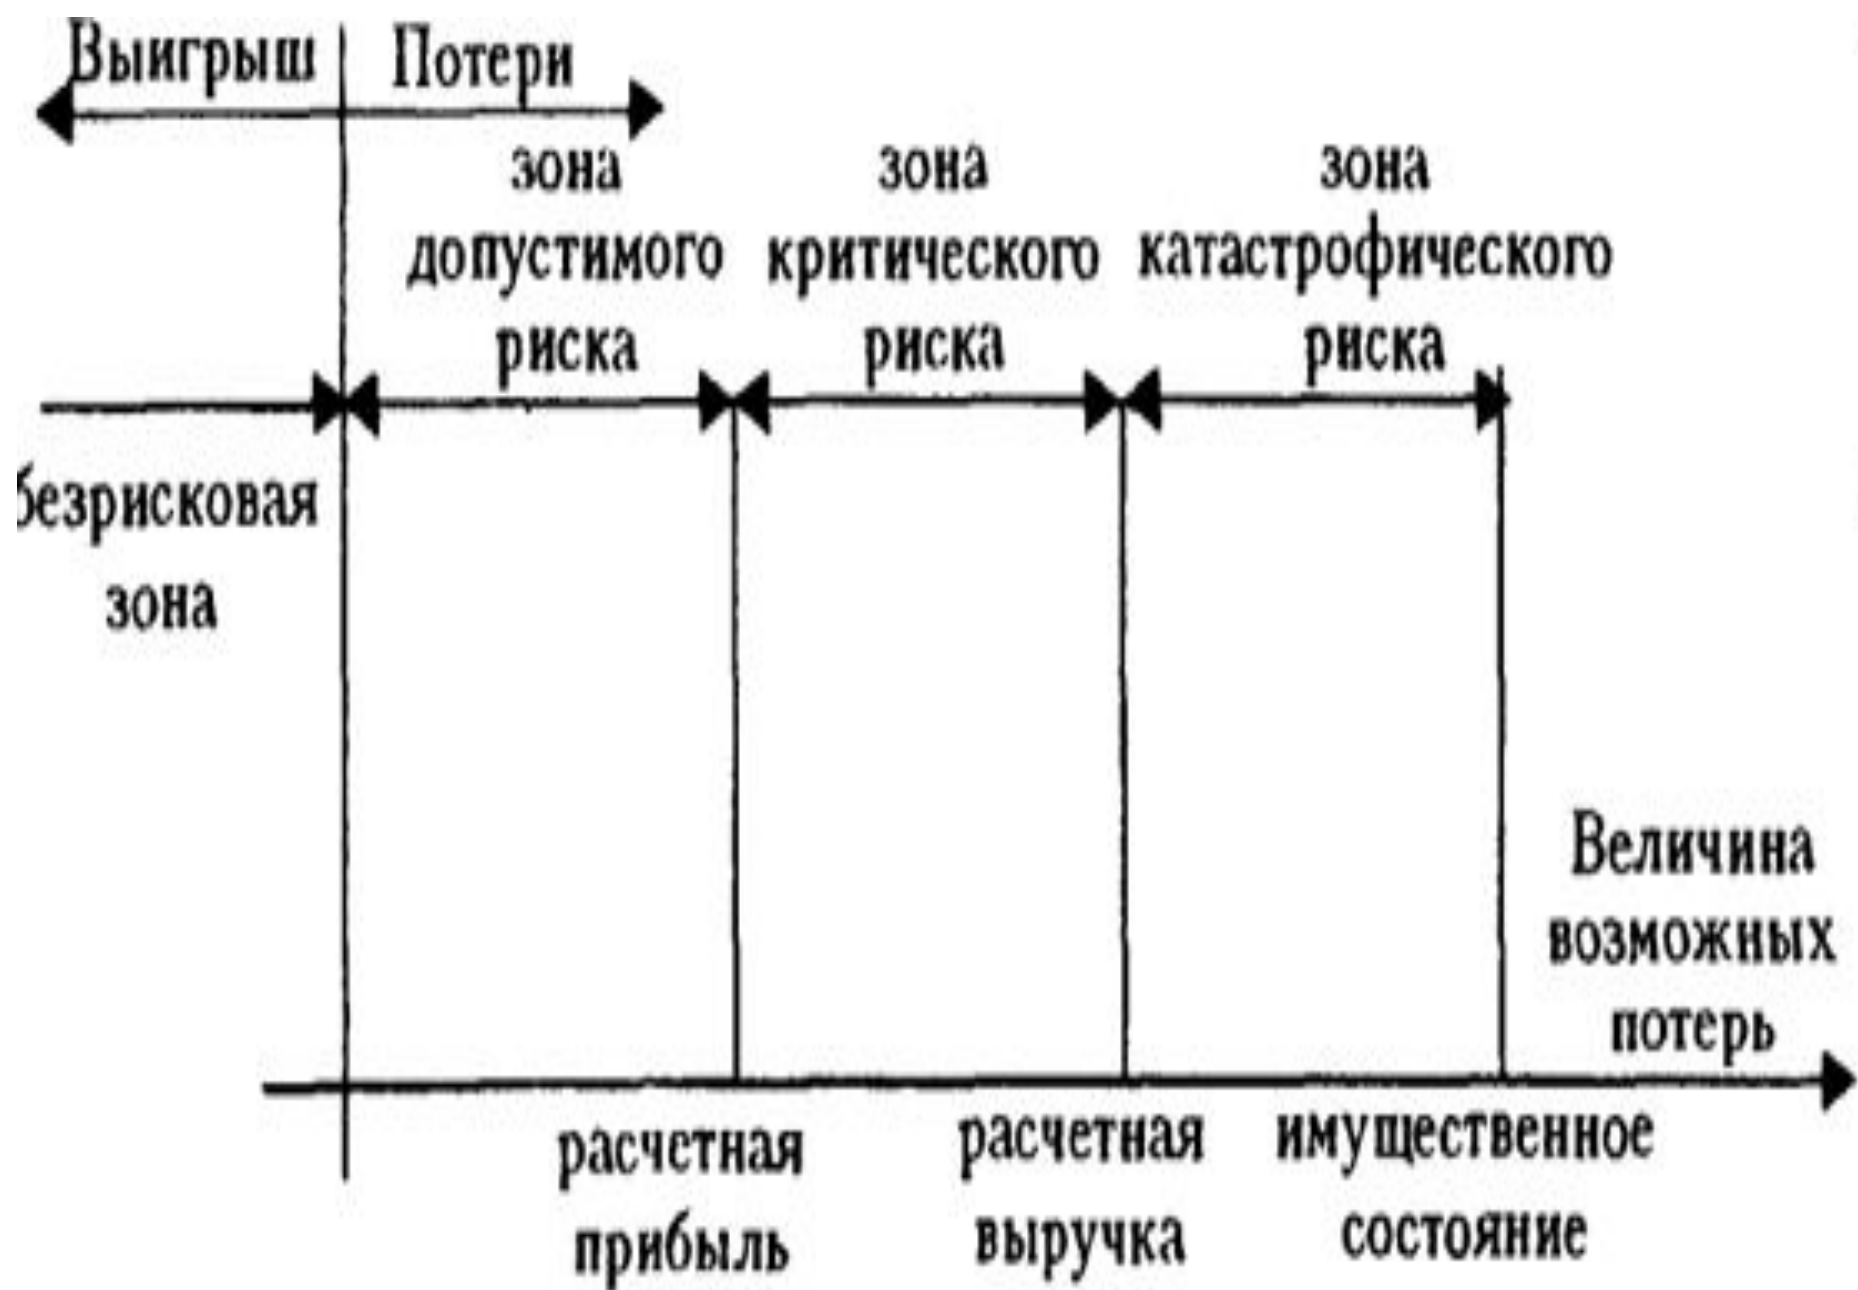 Выигрыш
Потери
зона
допустимого
риска
зона
критического
риска
зона
катастрофического
риска
безрисковая
зона
Величина
возможных
потерь
расчетная
прибыль
расчетная
выручка
имущественное
состояние